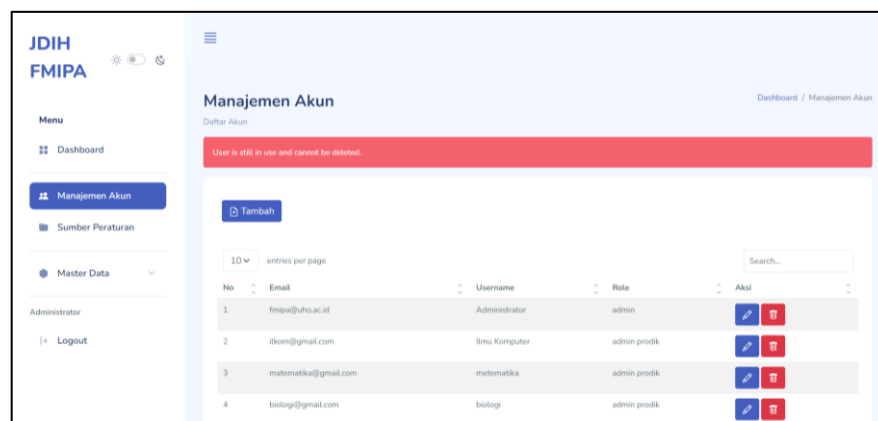 JDIH
FMIPA
Menu
Dashboard
Manajemen Akun
Sumber Peraturan
Master Data
Administrator
Logout
Manajemen Akun
Daftar Akun
Dashboard / Manajemen Akun
User is still in use and cannot be deleted.
Tambah
10 entries per page
Search...
No Email Username Role Aksi
1 fmipa@uho.ac.id Administrator admin
2 ilkom@gmail.com Ilmu Komputer admin prodik
3 matematika@gmail.com metematika admin prodik
4 biologi@gmail.com biologi admin prodik